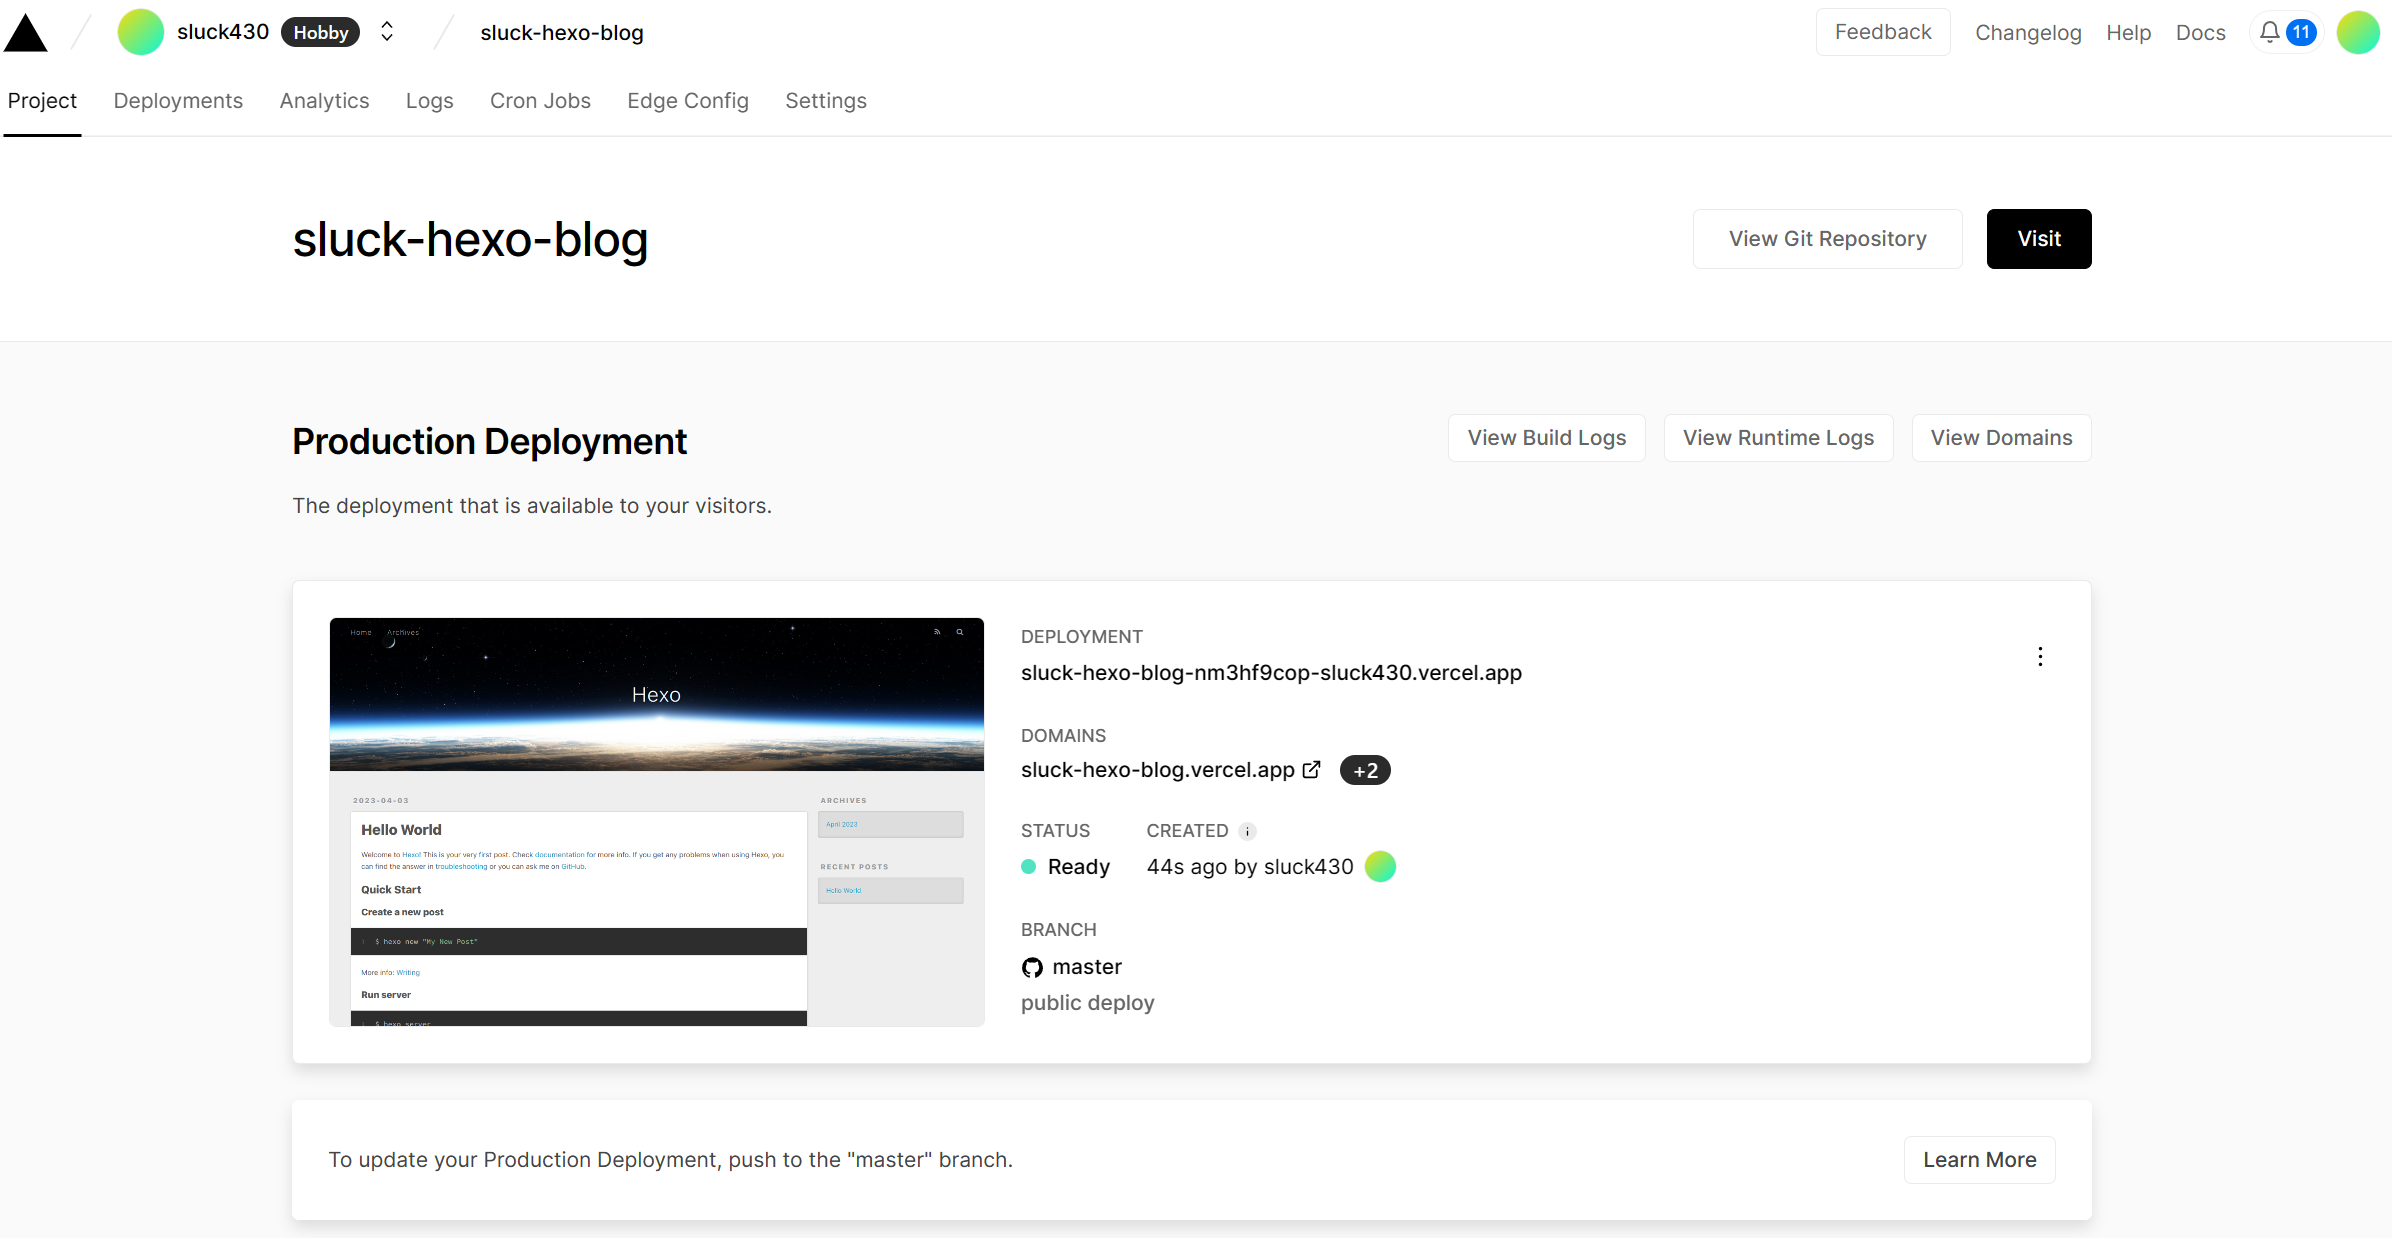 sluck430 Hobby sluck-hexo-blog Feedback Changelog Help Docs 11
Project Deployments Analytics Logs Cron Jobs Edge Config Settings
sluck-hexo-blog View Git Repository Visit
Production Deployment View Build Logs View Runtime Logs View Domains
The deployment that is available to your visitors.
Home Archives
Hexo
2023-04-03
Hello World
Welcome to Hexo! This is your very first post. Check documentation for more info. If you get any problems when using Hexo, you
can find the answer in troubleshooting or you can ask me on GitHub.
Quick Start
Create a new post
1 $ hexo new "My New Post"
More info: Writing
Run server
1 $ hexo server
ARCHIVES
April 2023
RECENT POSTS
Hello World
DEPLOYMENT
sluck-hexo-blog-nm3hf9cop-sluck430.vercel.app
DOMAINS
sluck-hexo-blog.vercel.app +2
STATUS CREATED
Ready 44s ago by sluck430
BRANCH
master
public deploy
To update your Production Deployment, push to the "master" branch. Learn More